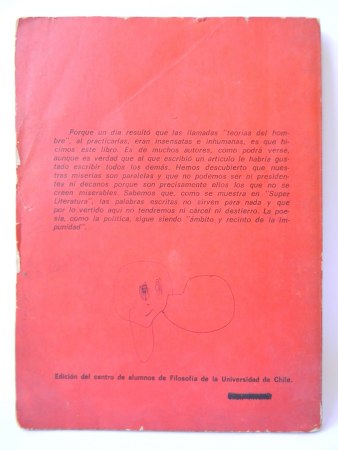 Porque un día resultó que las llamadas "teorías del hom-
bre", al practicarlas, eran insensatas e inhumanas, es que hi-
cimos este libro. Es de muchos autores, como podrá verse,
aunque es verdad que al que escribió un artículo le habría gus-
tado escribir todos los demás. Hemos descubierto que nues-
tras miserias son paralelas y que no podemos ser ni presiden-
tes ni decanos porque son precisamente ellos los que no se
creen miserables. Sabemos que, como se muestra en "Super
Literatura", las palabras escritas no sirven para nada y que
por lo vertido aquí no tendremos ni cárcel ni destierro. La poe-
sía, como la política, sigue siendo "ámbito y recinto de la im-
punidad".
Edición del centro de alumnos de Filosofía de la Universidad de Chile.